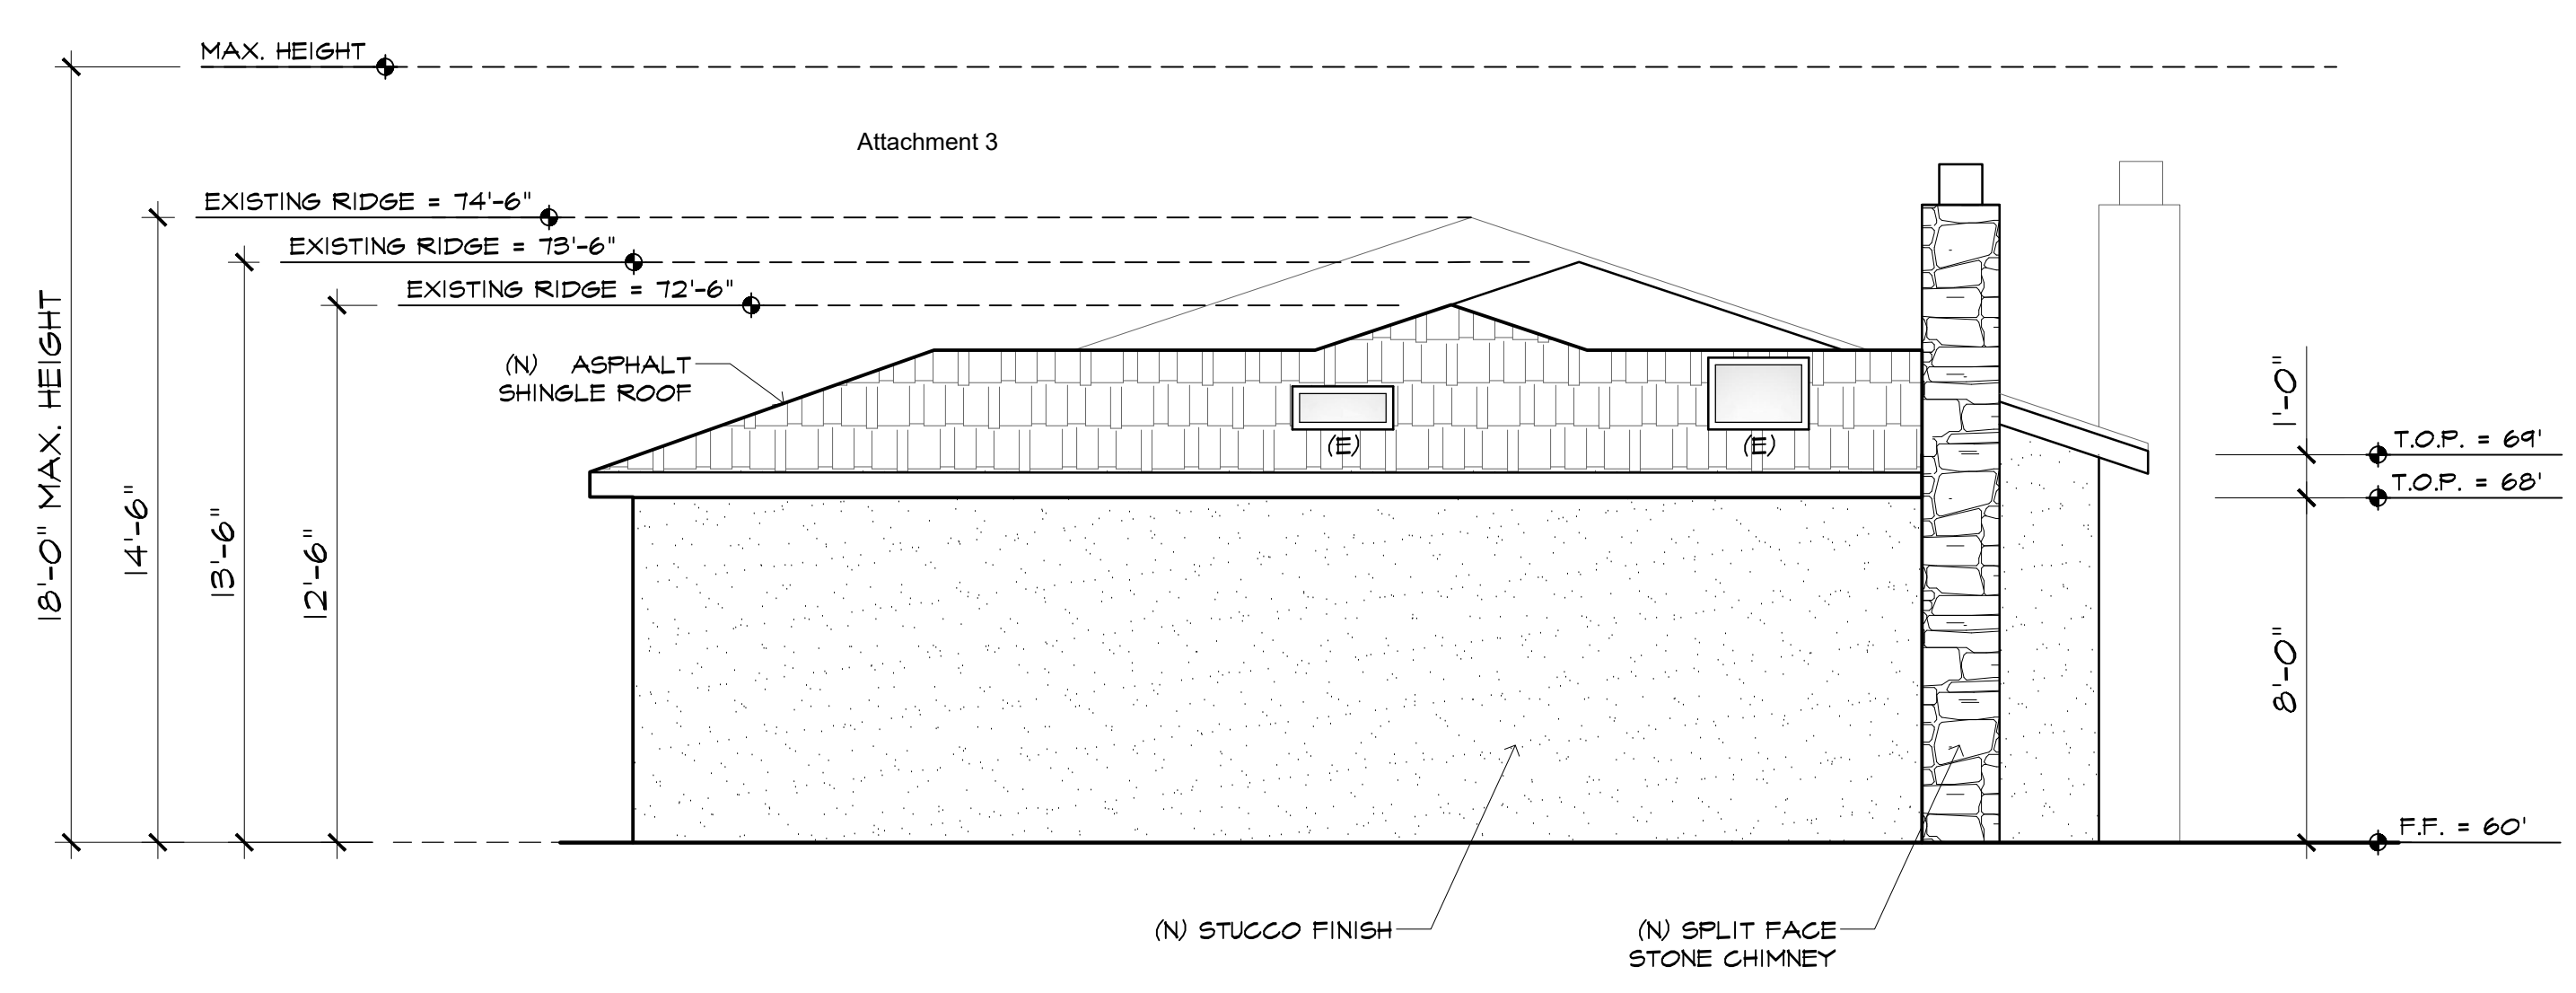 MAX. HEIGHT
Attachment 3
EXISTING RIDGE = 74'-6"
EXISTING RIDGE = 73'-6"
EXISTING RIDGE = 72'-6"
(N) ASPHALT
SHINGLE ROOF
18'-0" MAX. HEIGHT
14'-6"
13'-6"
12'-6"
(E)
(E)
1'-0"
T.O.P. = 69'
T.O.P. = 68'
8'-0"
F.F. = 60'
(N) STUCCO FINISH
(N) SPLIT FACE
STONE CHIMNEY